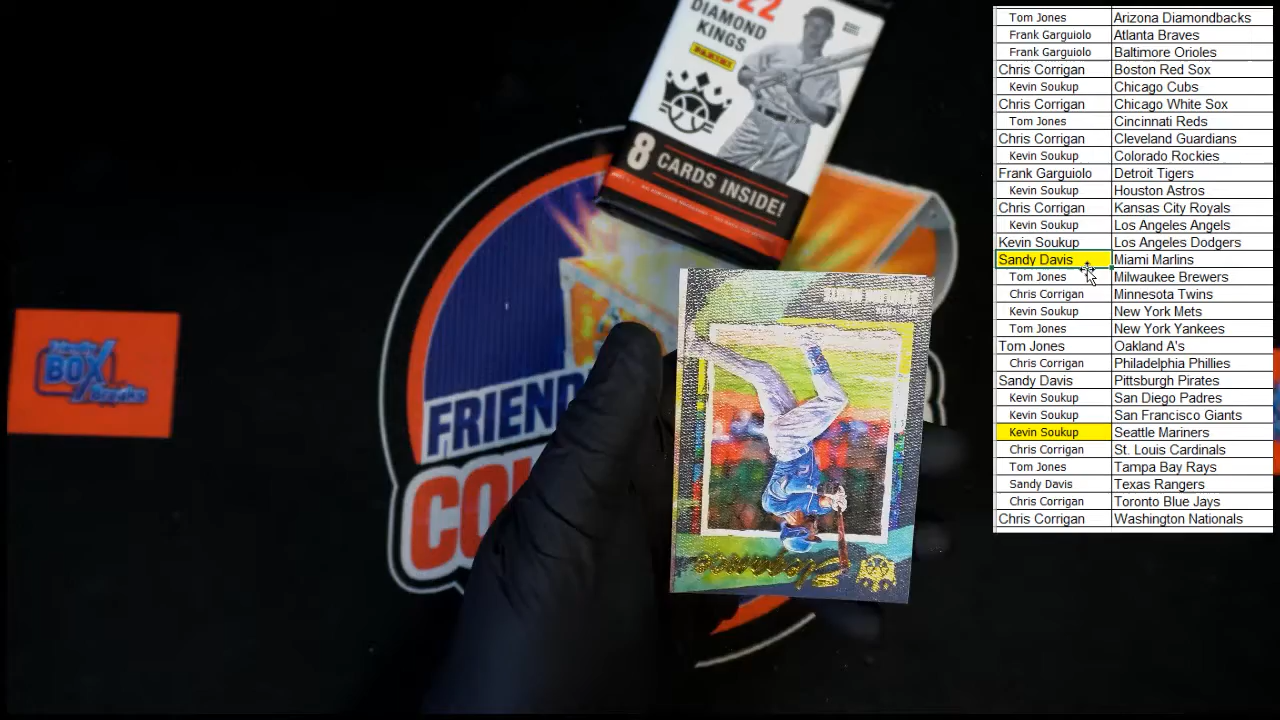 2022
DIAMOND
KINGS
PANINI
8 CARDS INSIDE!
BOX
Breaks
FRIEND
CO
Tom Jones Arizona Diamondbacks
Frank Garguiolo Atlanta Braves
Frank Garguiolo Baltimore Orioles
Chris Corrigan Boston Red Sox
Kevin Soukup Chicago Cubs
Chris Corrigan Chicago White Sox
Tom Jones Cincinnati Reds
Chris Corrigan Cleveland Guardians
Kevin Soukup Colorado Rockies
Frank Garguiolo Detroit Tigers
Kevin Soukup Houston Astros
Chris Corrigan Kansas City Royals
Kevin Soukup Los Angeles Angels
Kevin Soukup Los Angeles Dodgers
Sandy Davis Miami Marlins
Tom Jones Milwaukee Brewers
Chris Corrigan Minnesota Twins
Kevin Soukup New York Mets
Tom Jones New York Yankees
Tom Jones Oakland A's
Chris Corrigan Philadelphia Phillies
Sandy Davis Pittsburgh Pirates
Kevin Soukup San Diego Padres
Kevin Soukup San Francisco Giants
Kevin Soukup Seattle Mariners
Chris Corrigan St. Louis Cardinals
Tom Jones Tampa Bay Rays
Sandy Davis Texas Rangers
Chris Corrigan Toronto Blue Jays
Chris Corrigan Washington Nationals